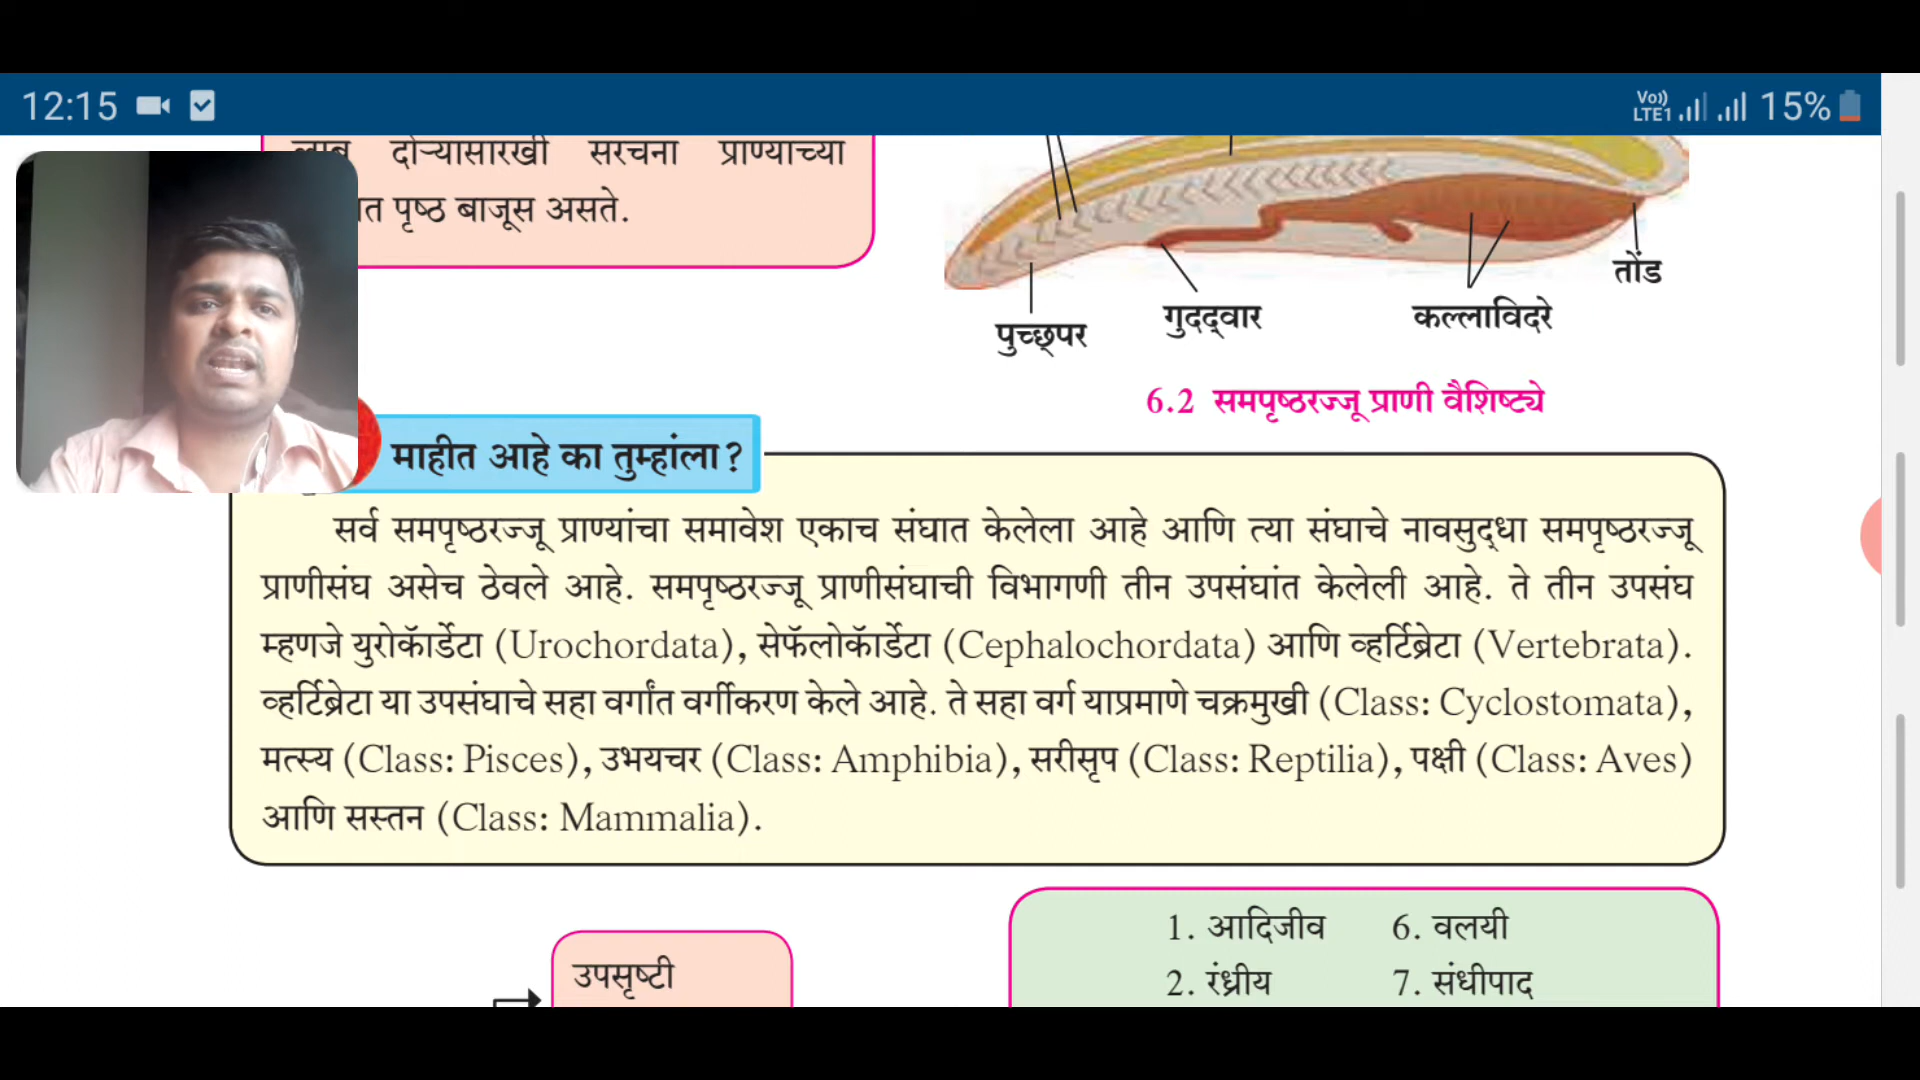 12:15
Vo)) LTE1 15%
दोऱ्यासारखी संरचना प्राण्यांच्या
पृष्ठ बाजूस असते.
तोंड
गुदद्वार
कल्लाविदरे
पुच्छ्पर
6.2 समपृष्ठरज्जू प्राणी वैशिष्ट्ये
माहीत आहे का तुम्हांला?
सर्व समपृष्ठरज्जू प्राण्यांचा समावेश एकाच संघात केलेला आहे आणि त्या संघाचे नावसुद्धा समपृष्ठरज्जू
प्राणीसंघ असेच ठेवले आहे. समपृष्ठरज्जू प्राणीसंघाची विभागणी तीन उपसंघांत केलेली आहे. ते तीन उपसंघ
म्हणजे युरोकॉर्डेटा (Urochordata), सेफॅलोकॉर्डेटा (Cephalochordata) आणि व्हर्टिब्रेटा (Vertebrata).
व्हर्टिब्रेटा या उपसंघाचे सहा वर्गांत वर्गीकरण केले आहे. ते सहा वर्ग याप्रमाणे चक्रमुखी (Class: Cyclostomata),
मत्स्य (Class: Pisces), उभयचर (Class: Amphibia), सरीसृप (Class: Reptilia), पक्षी (Class: Aves)
आणि सस्तन (Class: Mammalia).
उपसृष्टी
1. आदिजीव 6. वलयी
2. रंध्रीय 7. संधीपाद